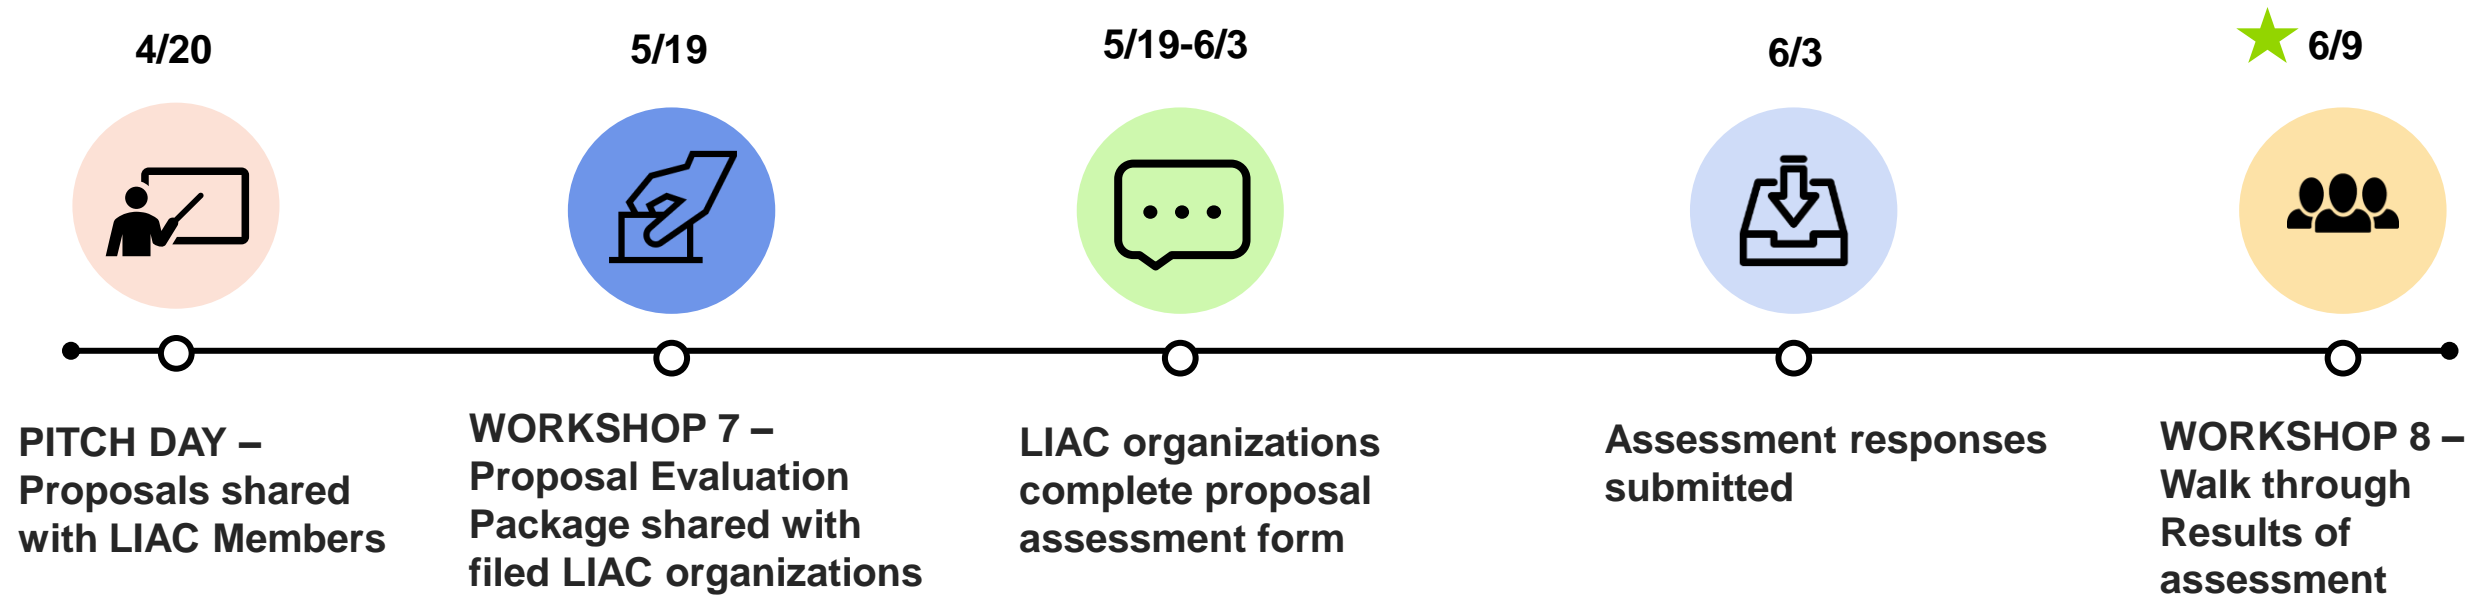 4/20
PITCH DAY –
Proposals shared
with LIAC Members
5/19
WORKSHOP 7 –
Proposal Evaluation
Package shared with
filed LIAC organizations
5/19-6/3
LIAC organizations
complete proposal
assessment form
6/3
Assessment responses
submitted
6/9
WORKSHOP 8 –
Walk through
Results of
assessment